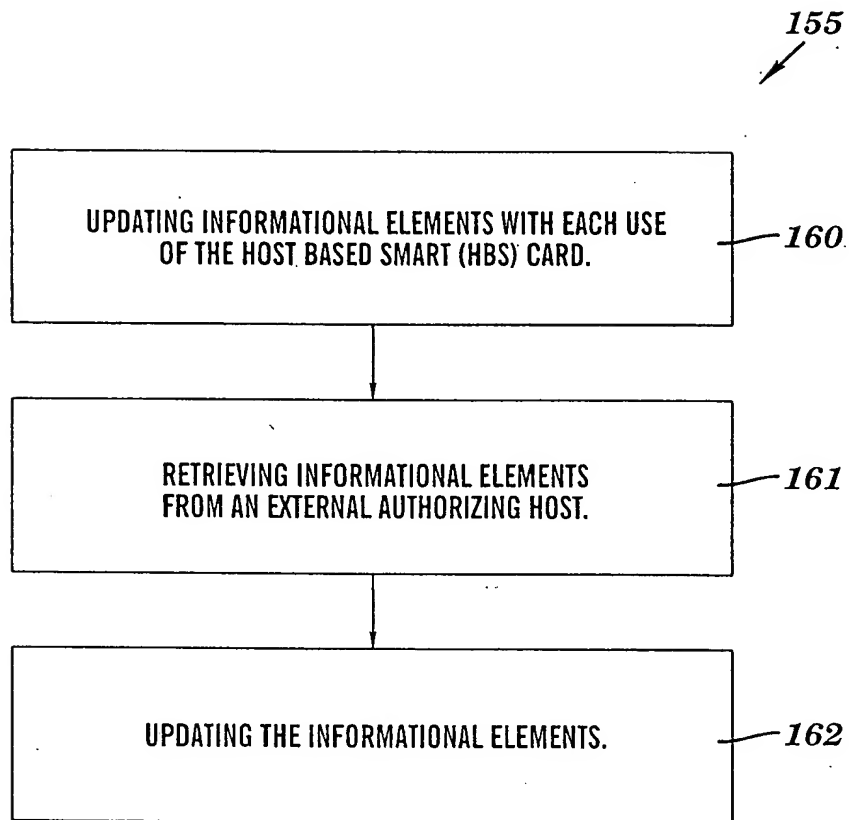 155
UPDATING INFORMATIONAL ELEMENTS WITH EACH USE
OF THE HOST BASED SMART (HBS) CARD.
160
RETRIEVING INFORMATIONAL ELEMENTS
FROM AN EXTERNAL AUTHORIZING HOST.
161
UPDATING THE INFORMATIONAL ELEMENTS.
162